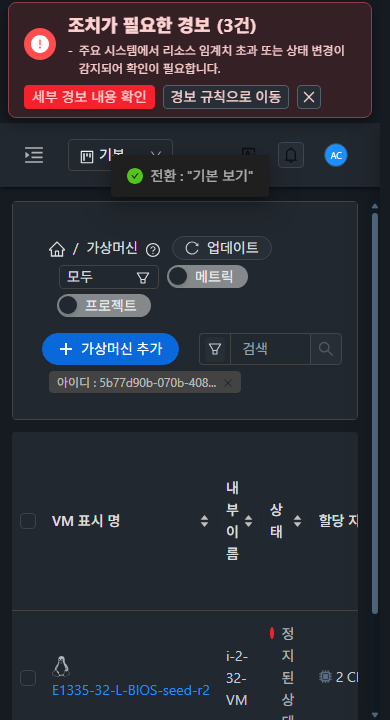 조치가 필요한 경보 (3건)
- 주요 시스템에서 리소스 임계치 초과 또는 상태 변경이
감지되어 확인이 필요합니다.
세부 경보 내용 확인 경보 규칙으로 이동
기본
AC
전환 : "기본 보기"
/ 가상머신 업데이트
모두 메트릭
프로젝트
가상머신 추가 검색
아이디 : 5b77d90b-070b-408...
VM 표시 명
내
부
이
름
상
태
할당
E1335-32-L-BIOS-seed-r2
i-2-
32-
VM
정
지
된
상
태
2